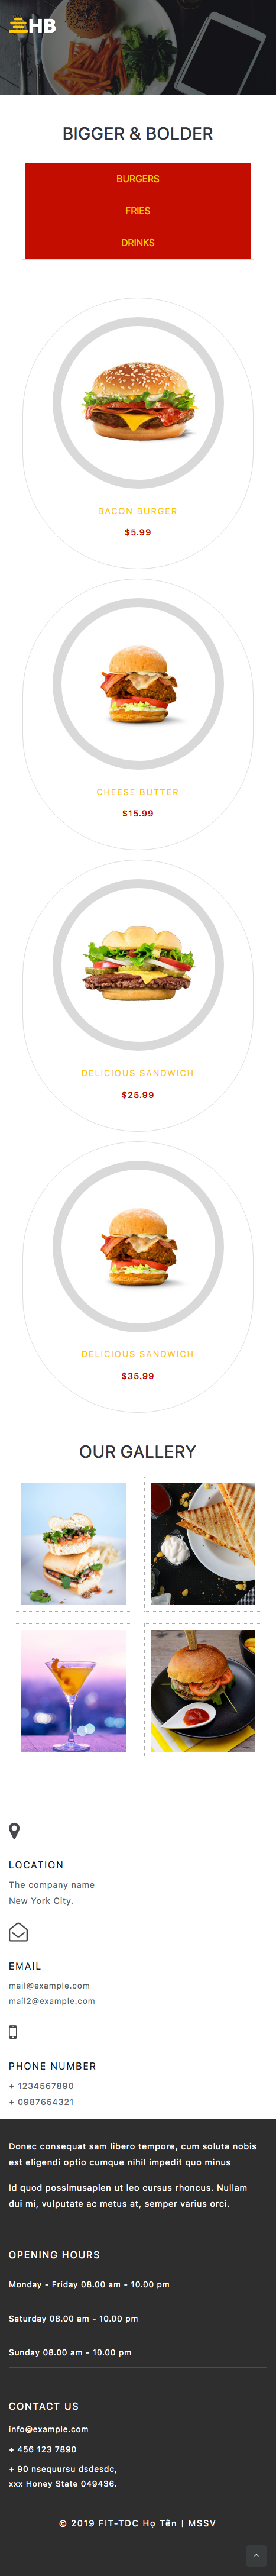 HB
BIGGER & BOLDER
BURGERS
FRIES
DRINKS
BACON BURGER
$5.99
CHEESE BUTTER
$15.99
DELICIOUS SANDWICH
$25.99
DELICIOUS SANDWICH
$35.99
OUR GALLERY
LOCATION
The company name
New York City.
EMAIL
mail@example.com
mail2@example.com
PHONE NUMBER
+ 1234567890
+ 0987654321
Donec consequat sam libero tempore, cum soluta nobis
est eligendi optio cumque nihil impedit quo minus
Id quod possimusapien ut leo cursus rhoncus. Nullam
dui mi, vulputate ac metus at, semper varius orci.
OPENING HOURS
Monday - Friday 08.00 am - 10.00 pm
Saturday 08.00 am - 10.00 pm
Sunday 08.00 am - 10.00 pm
CONTACT US
info@example.com
+ 456 123 7890
+ 90 nsequursu dsdesdc,
xxx Honey State 049436.
© 2019 FIT-TDC Họ Tên | MSSV